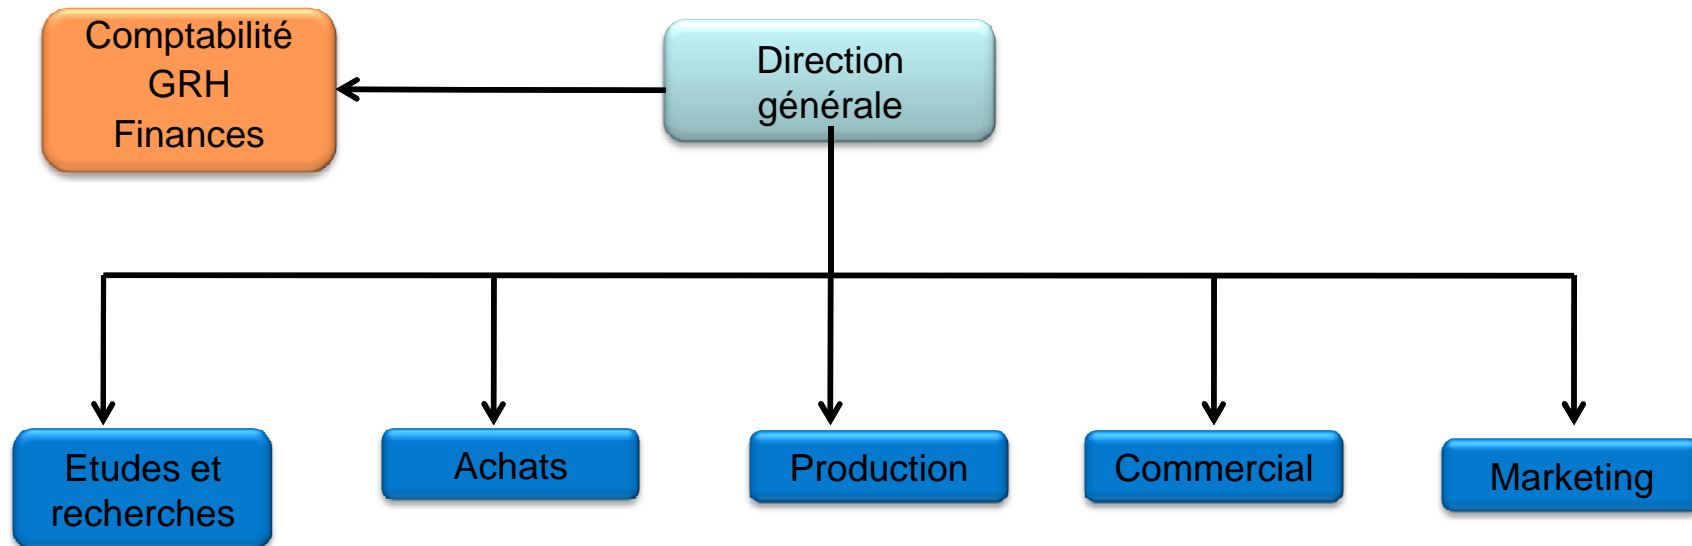 Comptabilité
GRH
Finances
Direction
générale
Etudes et
recherches
Achats
Production
Commercial
Marketing